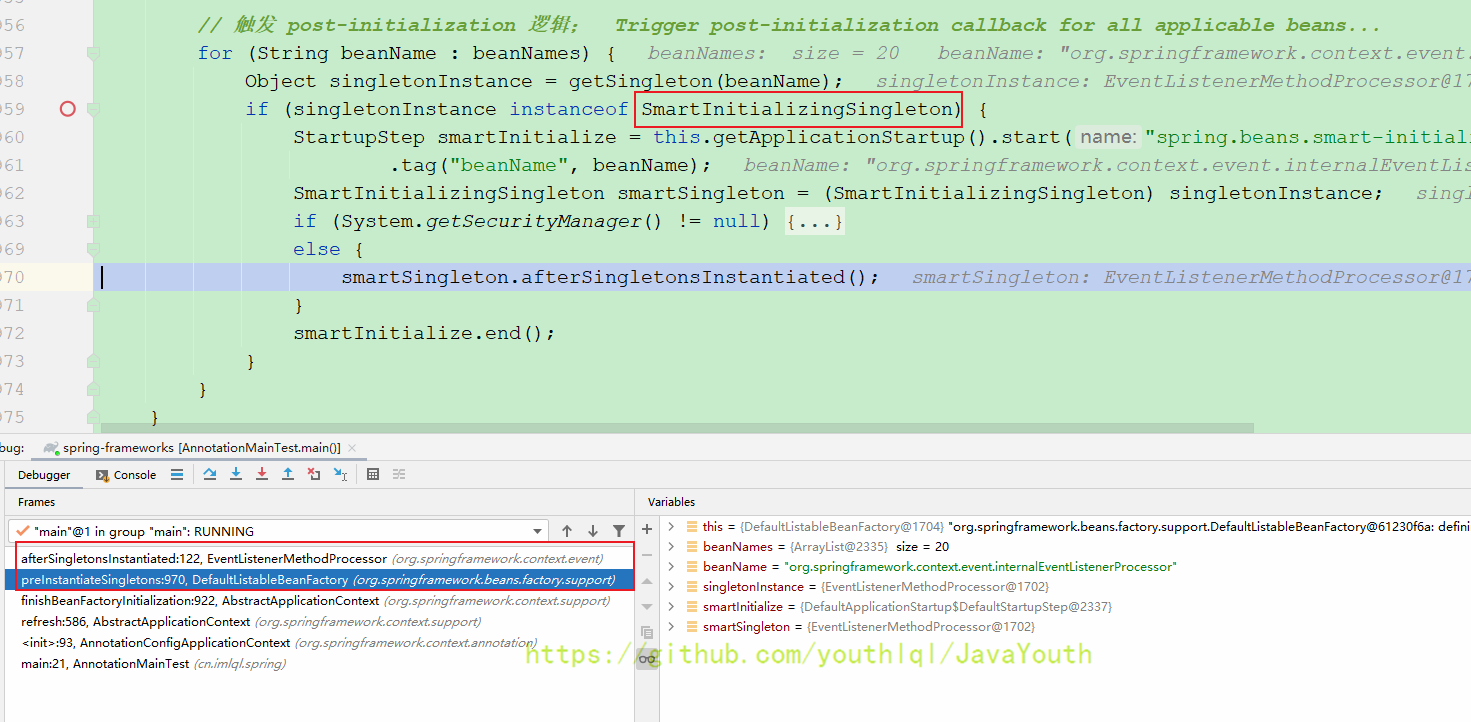 956 // 触发 post-initialization 逻辑; Trigger post-initialization callback for all applicable beans...
957 for (String beanName : beanNames) { beanNames: size = 20 beanName: "org.springframework.context.event.
958 Object singletonInstance = getSingleton(beanName); singletonInstance: EventListenerMethodProcessor@17
959 if (singletonInstance instanceof SmartInitializingSingleton) {
960 StartupStep smartInitialize = this.getApplicationStartup().start( name: "spring.beans.smart-initial
961 .tag("beanName", beanName); beanName: "org.springframework.context.event.internalEventLis
962 SmartInitializingSingleton smartSingleton = (SmartInitializingSingleton) singletonInstance; singl
963 if (System.getSecurityManager() != null) {...}
969 else {
970 smartSingleton.afterSingletonsInstantiated(); smartSingleton: EventListenerMethodProcessor@17
971 }
972 smartInitialize.end();
973 }
974 }
975 }
bug: spring-frameworks [AnnotationMainTest.main()]
Debugger Console
Frames Variables
"main"@1 in group "main": RUNNING
afterSingletonsInstantiated:122, EventListenerMethodProcessor (org.springframework.context.event)
preInstantiateSingletons:970, DefaultListableBeanFactory (org.springframework.beans.factory.support)
finishBeanFactoryInitialization:922, AbstractApplicationContext (org.springframework.context.support)
refresh:586, AbstractApplicationContext (org.springframework.context.support)
<init>:93, AnnotationConfigApplicationContext (org.springframework.context.annotation)
main:21, AnnotationMainTest (cn.imlql.spring)
this = {DefaultListableBeanFactory@1704} "org.springframework.beans.factory.support.DefaultListableBeanFactory@61230f6a: defini
beanNames = {ArrayList@2335} size = 20
beanName = "org.springframework.context.event.internalEventListenerProcessor"
singletonInstance = {EventListenerMethodProcessor@1702}
smartInitialize = {DefaultApplicationStartup$DefaultStartupStep@2337}
smartSingleton = {EventListenerMethodProcessor@1702}
https://github.com/youthlql/JavaYouth